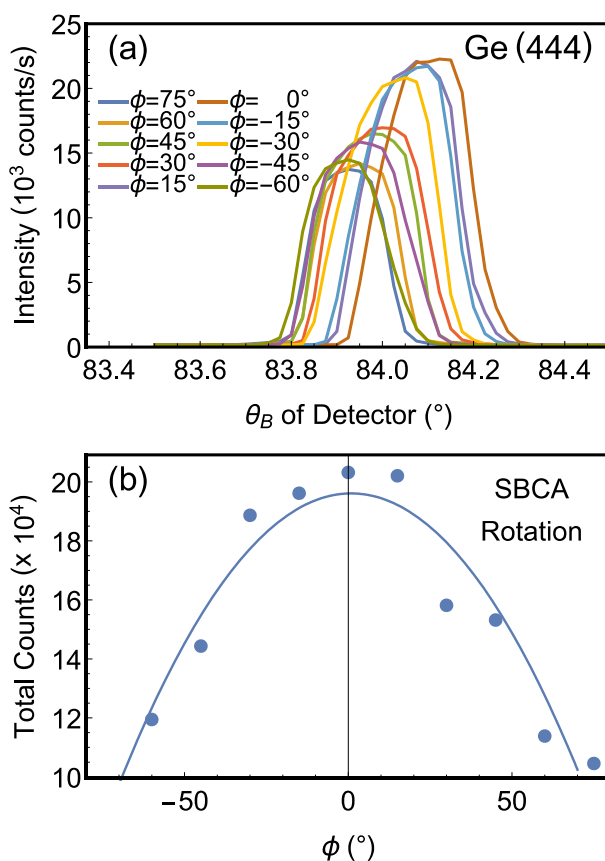 (a) Ge (444)
Intensity (10³ counts/s)
25
20
15
10
5
0
ϕ=75° ϕ= 0°
ϕ=60° ϕ=−15°
ϕ=45° ϕ=−30°
ϕ=30° ϕ=−45°
ϕ=15° ϕ=−60°
83.4 83.6 83.8 84.0 84.2 84.4
θB of Detector (°)
(b) SBCA
Rotation
Total Counts (x 10⁴)
20
18
16
14
12
10
−50 0 50
ϕ (°)